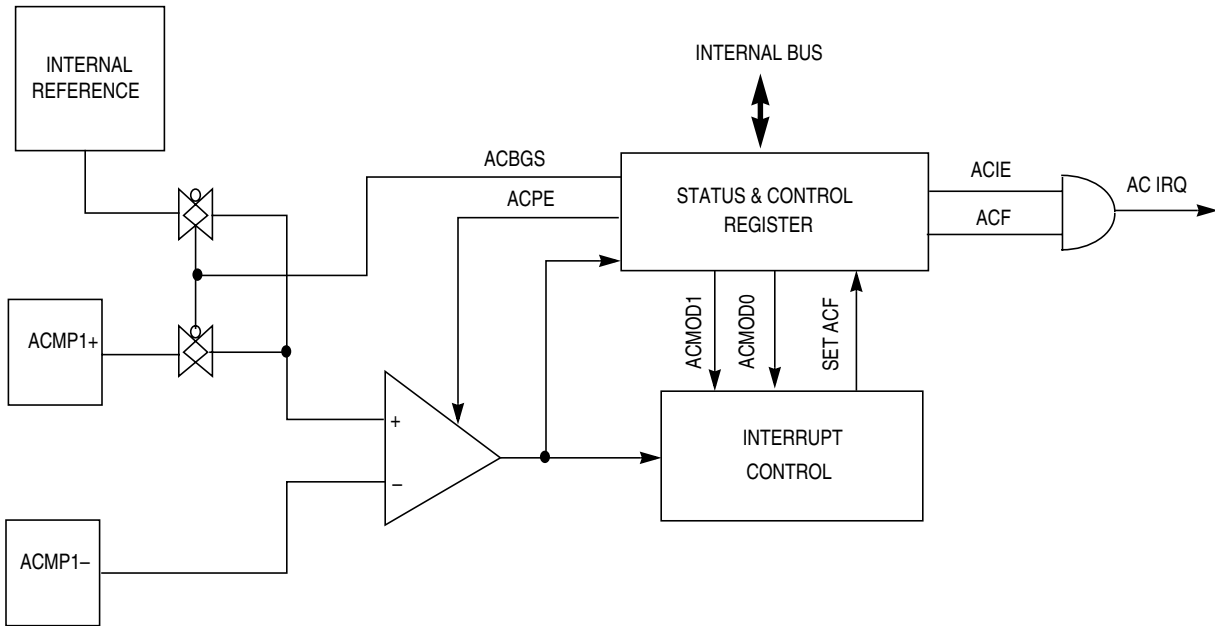 INTERNAL
REFERENCE
INTERNAL BUS
ACBGS
ACPE
STATUS & CONTROL
REGISTER
ACIE
ACF
AC IRQ
ACMP1+
ACMOD1
ACMOD0
SET ACF
+
–
INTERRUPT
CONTROL
ACMP1–